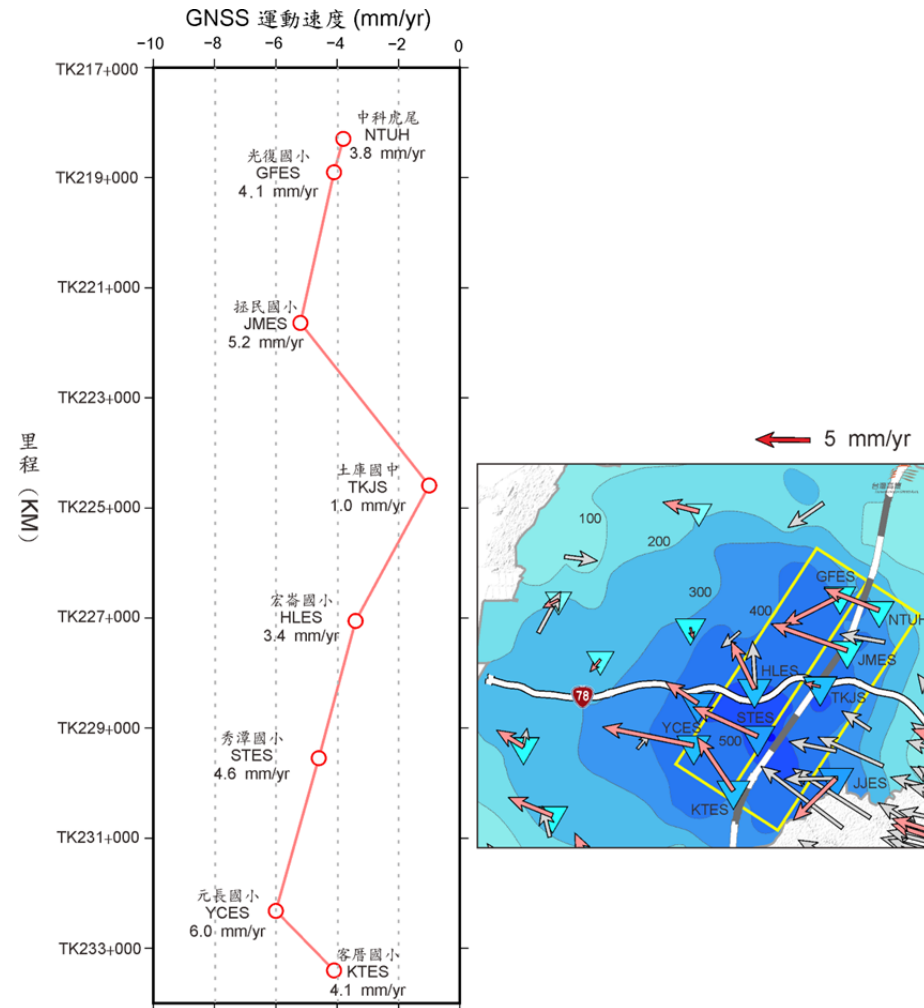 GNSS 運動速度 (mm/yr)
−10 −8 −6 −4 −2 0
TK217+000
中科虎尾
NTUH
3.8 mm/yr
光復國小
GFES
4.1 mm/yr
TK219+000
TK221+000
拯民國小
JMES
5.2 mm/yr
TK223+000
里程 (KM)
土庫國中
TKJS
1.0 mm/yr
TK225+000
宏崙國小
HLES
3.4 mm/yr
TK227+000
TK229+000
秀潭國小
STES
4.6 mm/yr
TK231+000
元長國小
YCES
6.0 mm/yr
TK233+000
客厝國小
KTES
4.1 mm/yr
5 mm/yr
台灣高鐵
100
200
300
400
GFES
NTUH
JMES
HLES
TKJS
78
STES
YCES
500
JJES
KTES